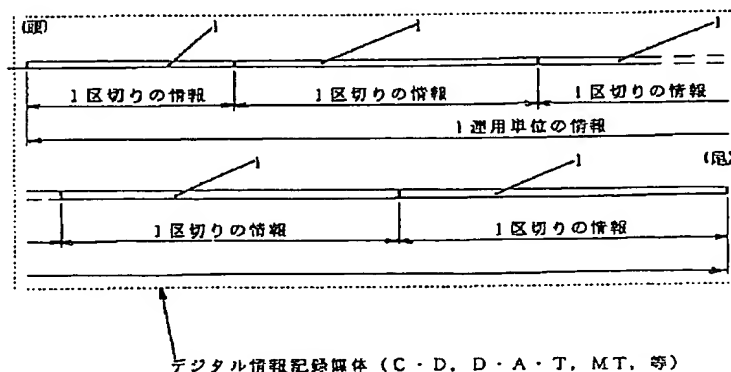 (頭) 1 1 1
1区切りの情報 1区切りの情報 1区切りの情報
1運用単位の情報
1 1 (尾)
1区切りの情報 1区切りの情報
デジタル情報記録媒体（C・D，D・A・T，MT，等）